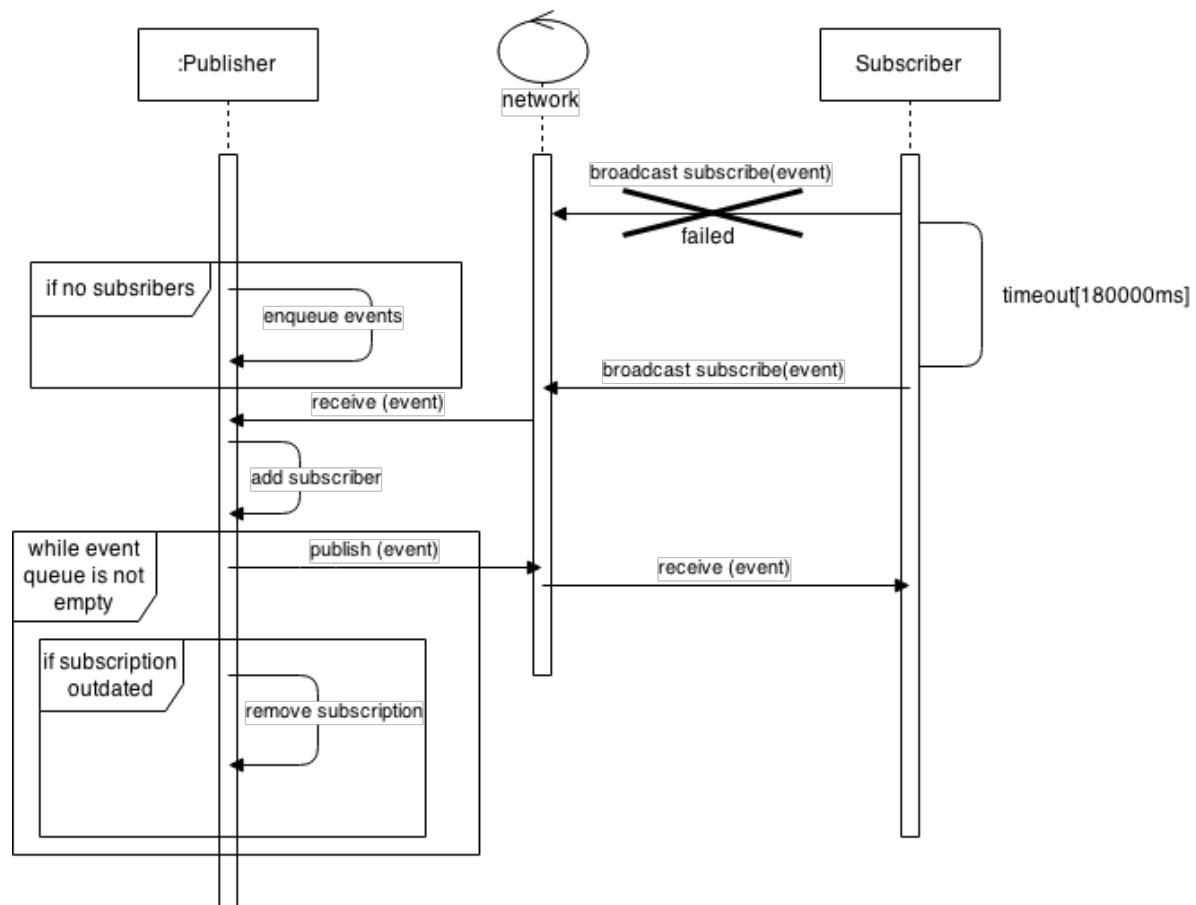 :Publisher
network
Subscriber
broadcast subscribe(event)
failed
timeout[180000ms]
if no subsribers
enqueue events
broadcast subscribe(event)
receive (event)
add subscriber
while event
queue is not
empty
publish (event)
receive (event)
if subscription
outdated
remove subscription